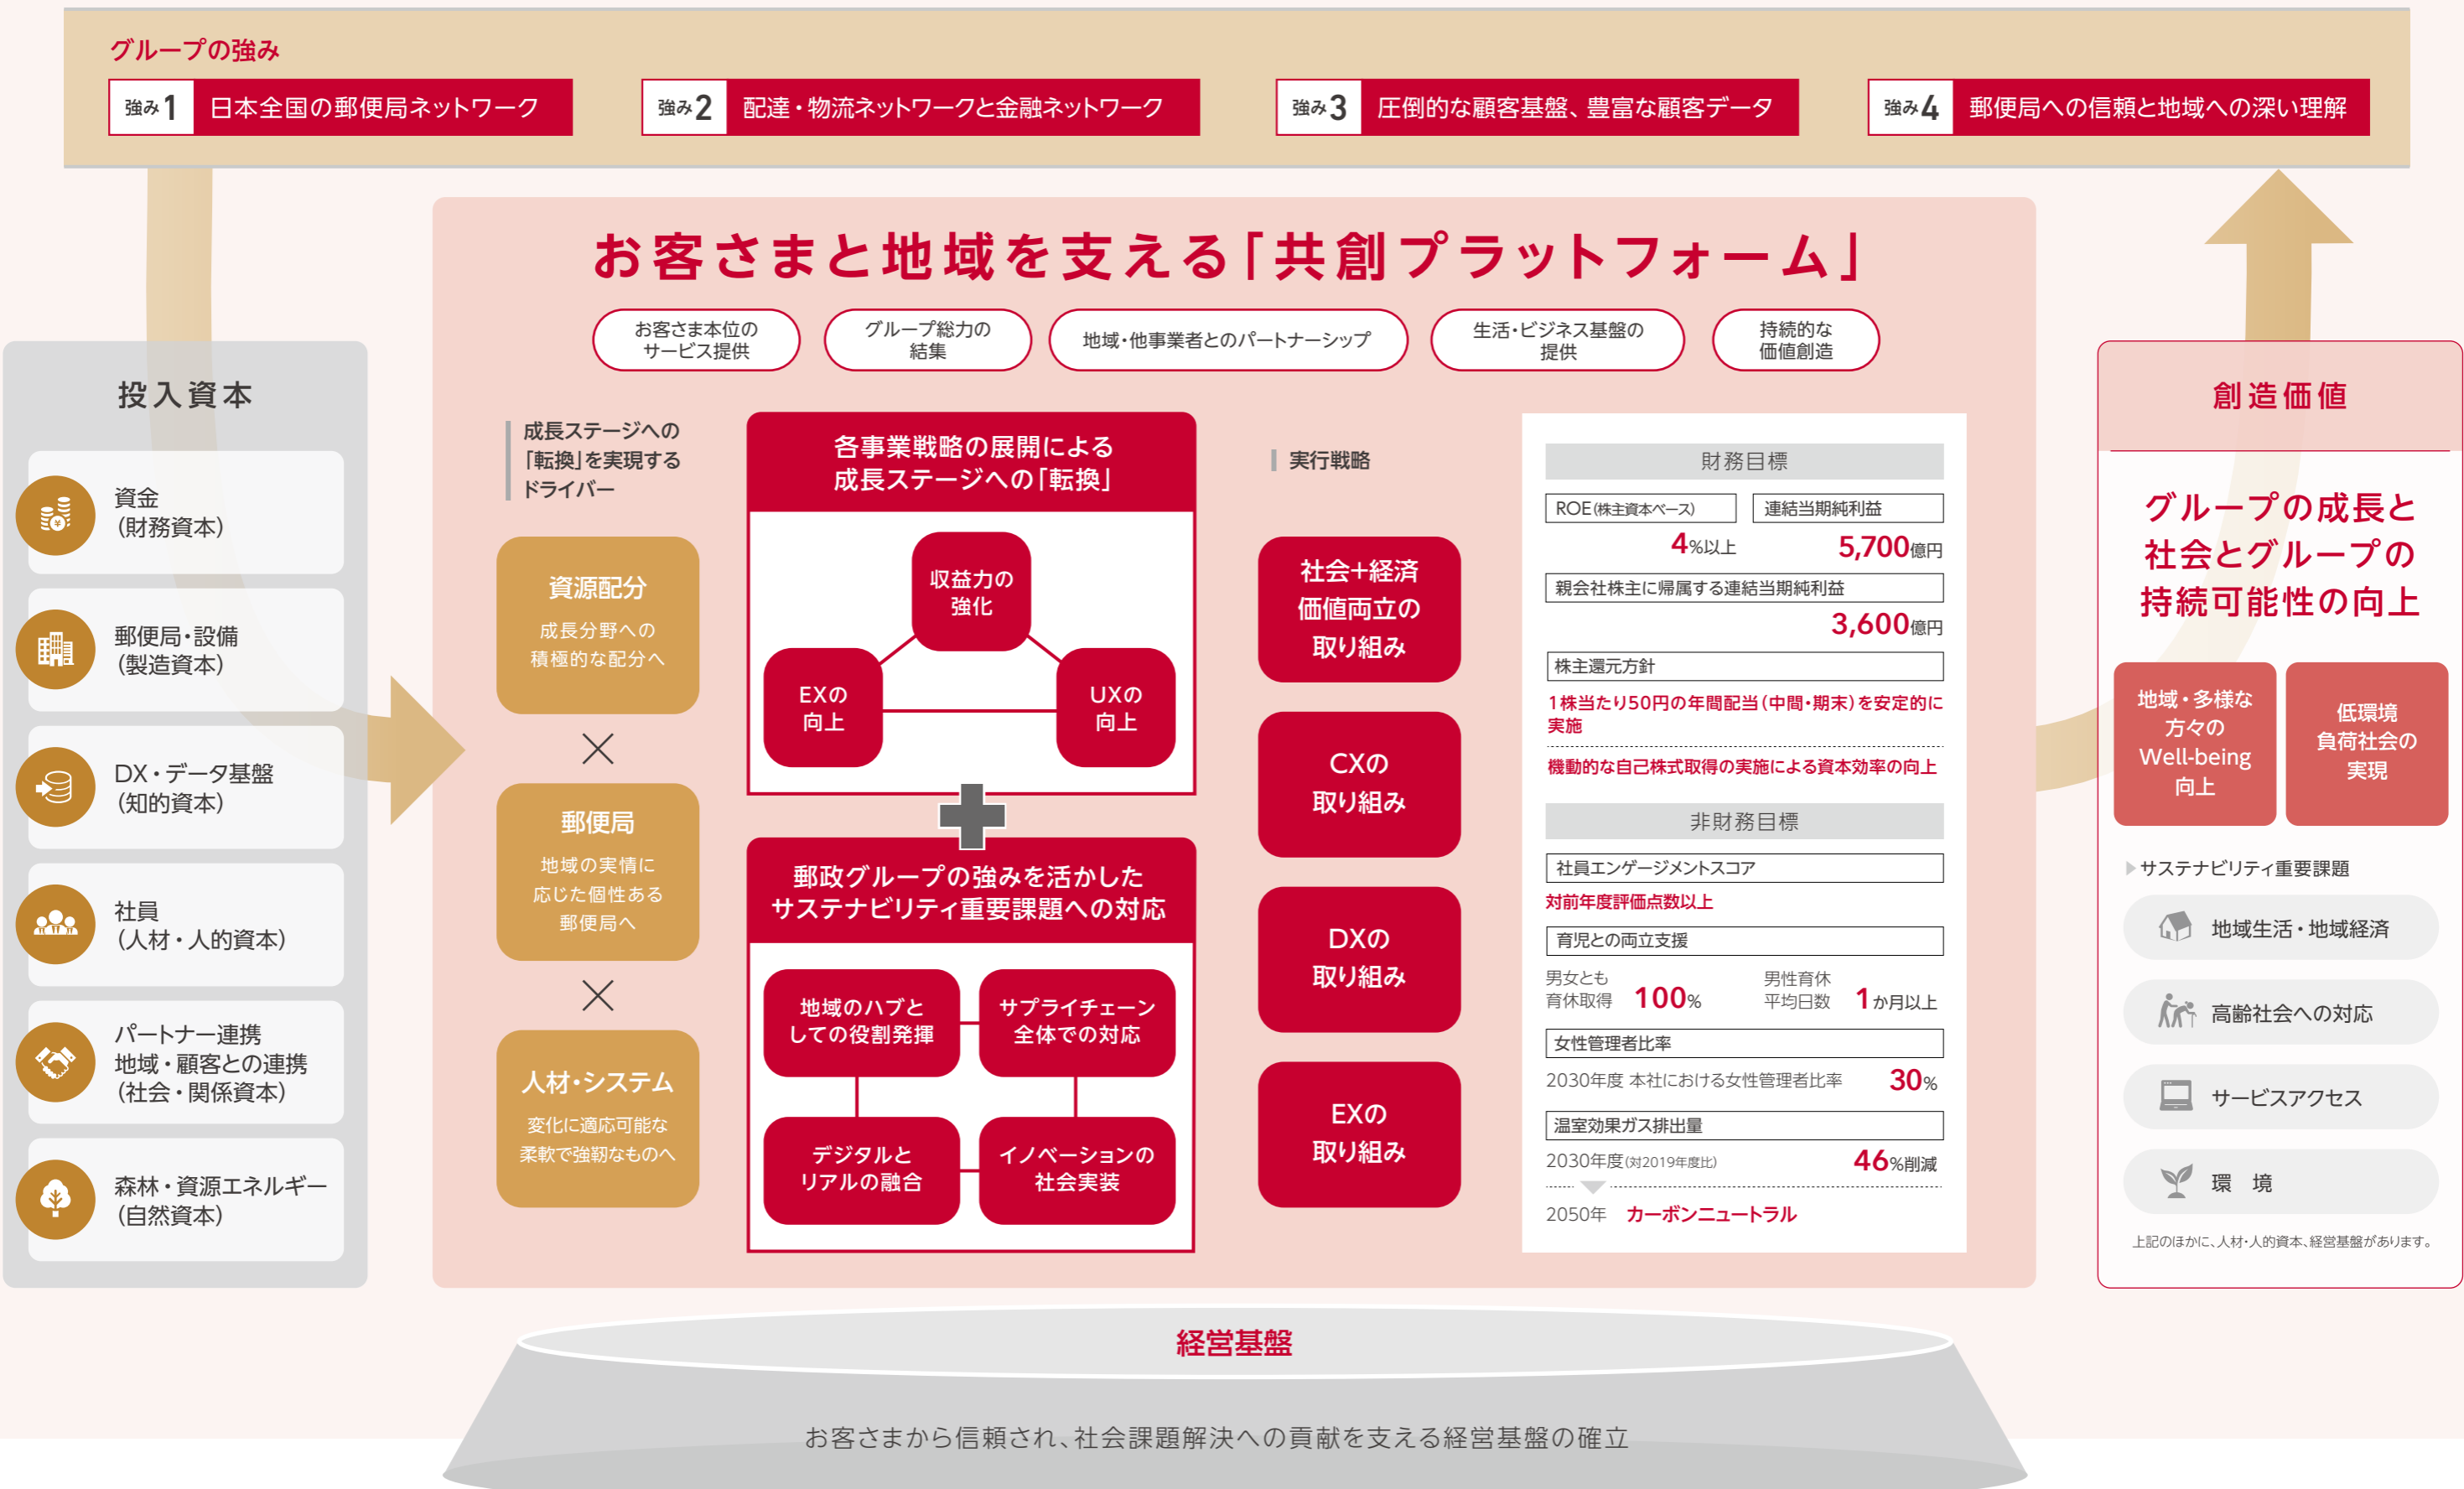 グループの強み
強み1 日本全国の郵便局ネットワーク
強み2 配達・物流ネットワークと金融ネットワーク
強み3 圧倒的な顧客基盤、豊富な顧客データ
強み4 郵便局への信頼と地域への深い理解
投入資本
資金
(財務資本)
郵便局・設備
(製造資本)
DX・データ基盤
(知的資本)
社員
(人材・人的資本)
パートナー連携
地域・顧客との連携
(社会・関係資本)
森林・資源エネルギー
(自然資本)
お客さまと地域を支える「共創プラットフォーム」
お客さま本位の
サービス提供
グループ総力の
結集
地域・他事業者とのパートナーシップ
生活・ビジネス基盤の
提供
持続的な
価値創造
成長ステージへの
「転換」を実現する
ドライバー
資源配分
成長分野への
積極的な配分へ
×
郵便局
地域の実情に
応じた個性ある
郵便局へ
×
人材・システム
変化に適応可能な
柔軟で強靭なものへ
各事業戦略の展開による
成長ステージへの「転換」
収益力の
強化
EXの
向上
UXの
向上
郵政グループの強みを活かした
サステナビリティ重要課題への対応
地域のハブと
しての役割発揮
サプライチェーン
全体での対応
デジタルと
リアルの融合
イノベーションの
社会実装
実行戦略
社会+経済
価値両立の
取り組み
CXの
取り組み
DXの
取り組み
EXの
取り組み
財務目標
ROE(株主資本ベース)
4%以上
連結当期純利益
5,700億円
親会社株主に帰属する連結当期純利益
3,600億円
株主還元方針
1株当たり50円の年間配当(中間・期末)を安定的に
実施
機動的な自己株式取得の実施による資本効率の向上
非財務目標
社員エンゲージメントスコア
対前年度評価点数以上
育児との両立支援
男女とも
育休取得 100%
男性育休
平均日数 1か月以上
女性管理者比率
2030年度 本社における女性管理者比率 30%
温室効果ガス排出量
2030年度(対2019年度比) 46%削減
2050年 カーボンニュートラル
創造価値
グループの成長と
社会とグループの
持続可能性の向上
地域・多様な
方々の
Well-being
向上
低環境
負荷社会の
実現
サステナビリティ重要課題
地域生活・地域経済
高齢社会への対応
サービスアクセス
環 境
上記のほかに、人材・人的資本、経営基盤があります。
経営基盤
お客さまから信頼され、社会課題解決への貢献を支える経営基盤の確立